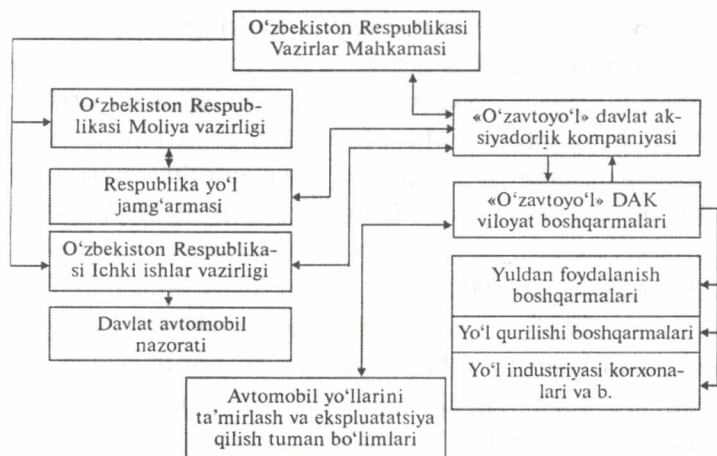 O‘zbekiston Respublikasi
Vazirlar Mahkamasi
O‘zbekiston Respub-
likasi Moliya vazirligi
«O‘zavtoyo‘l» davlat ak-
siyadorlik kompaniyasi
Respublika yo‘l
jamg‘armasi
«O‘zavtoyo‘l» DAK
viloyat boshqarmalari
O‘zbekiston Respublika-
si Ichki ishlar vazirligi
Davlat avtomobil
nazorati
Yuldan foydalanish
boshqarmalari
Yo‘l qurilishi boshqarmalari
Yo‘l industriyasi korxona-
lari va b.
Avtomobil yo‘llarini
ta’mirlash va ekspluatatsiya
qilish tuman bo‘limlari